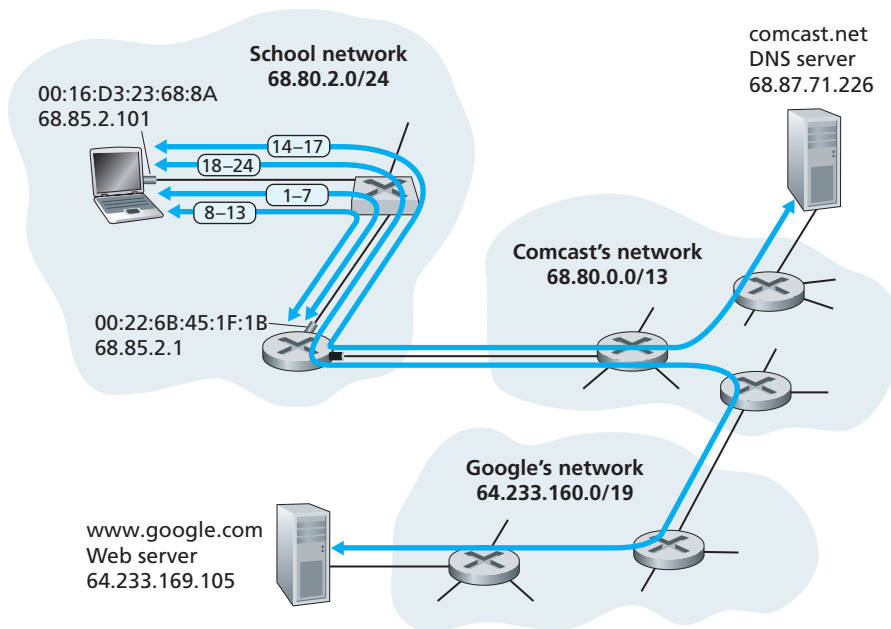 School network
68.80.2.0/24
comcast.net
DNS server
68.87.71.226
00:16:D3:23:68:8A
68.85.2.101
14–17
18–24
1–7
8–13
Comcast's network
68.80.0.0/13
00:22:6B:45:1F:1B
68.85.2.1
Google's network
64.233.160.0/19
www.google.com
Web server
64.233.169.105